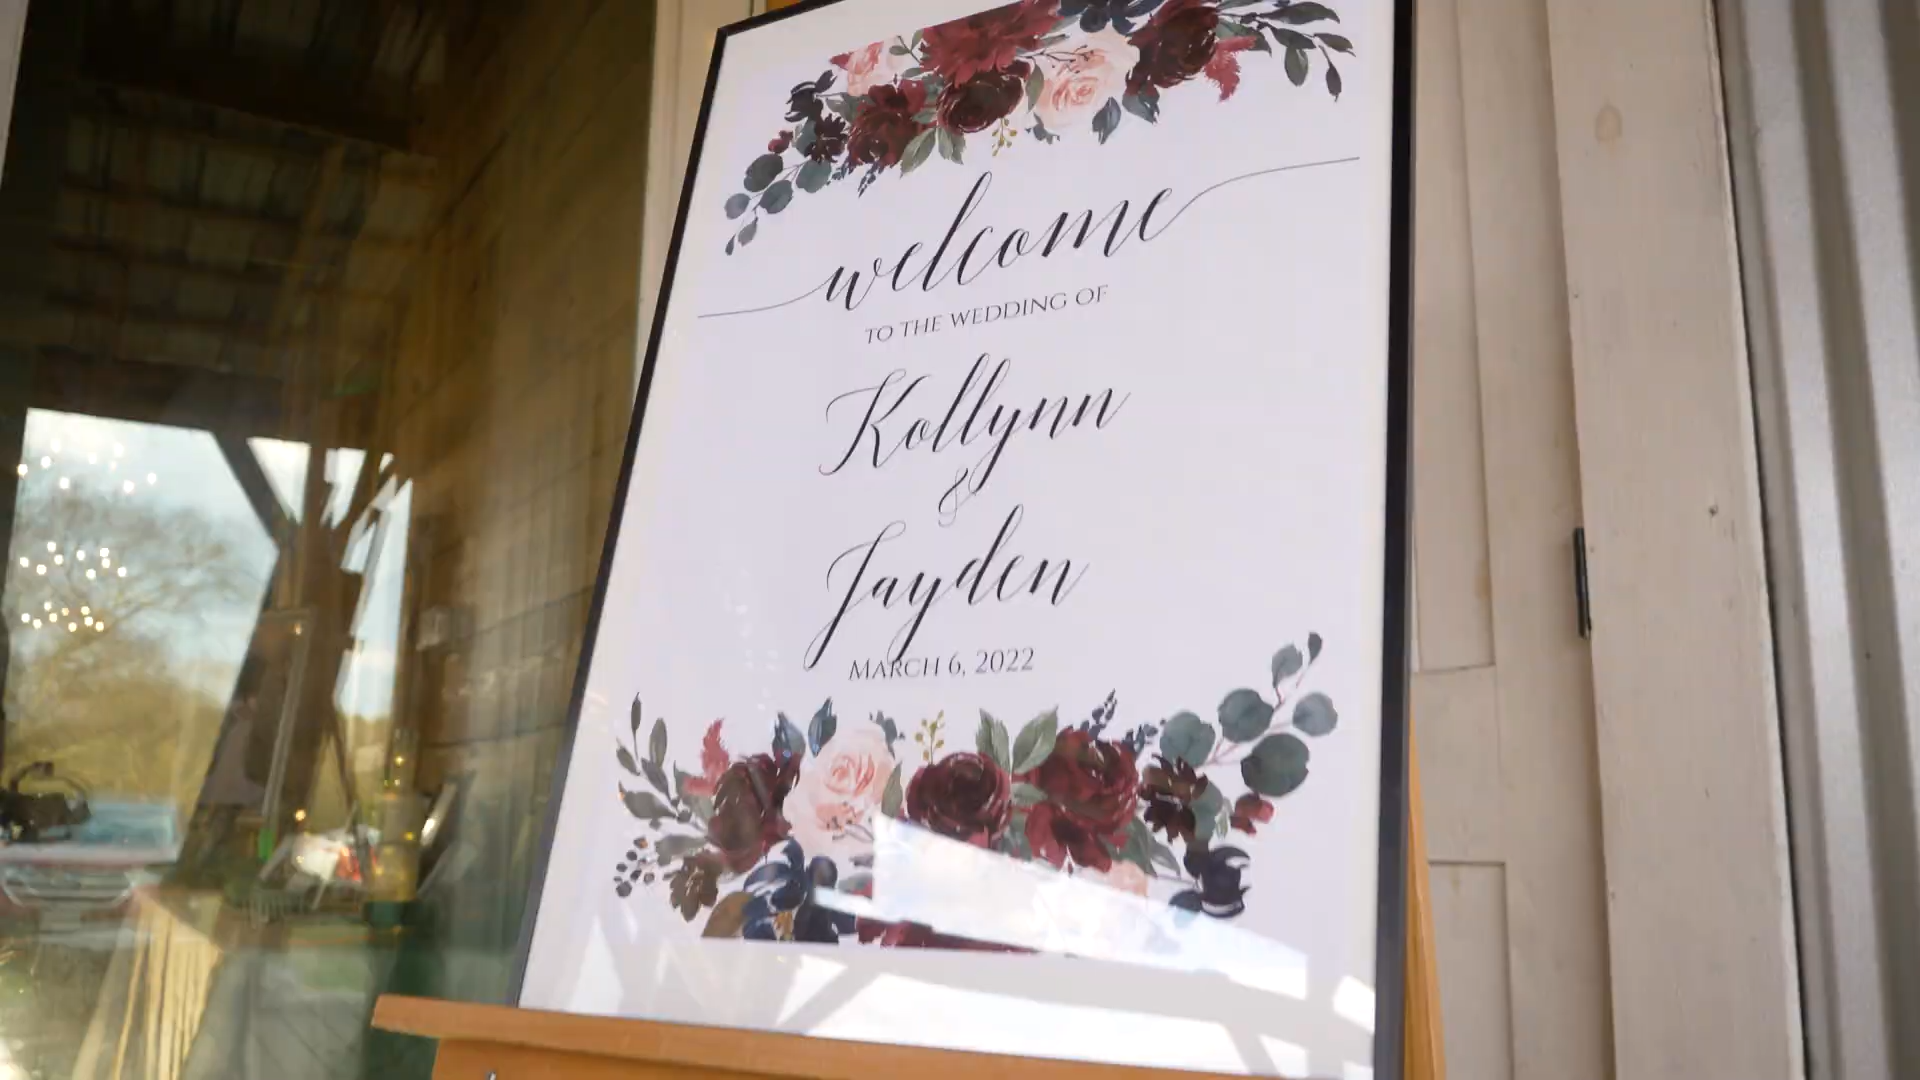 welcome
TO THE WEDDING OF
Kollynn
&
Jayden
MARCH 6, 2022